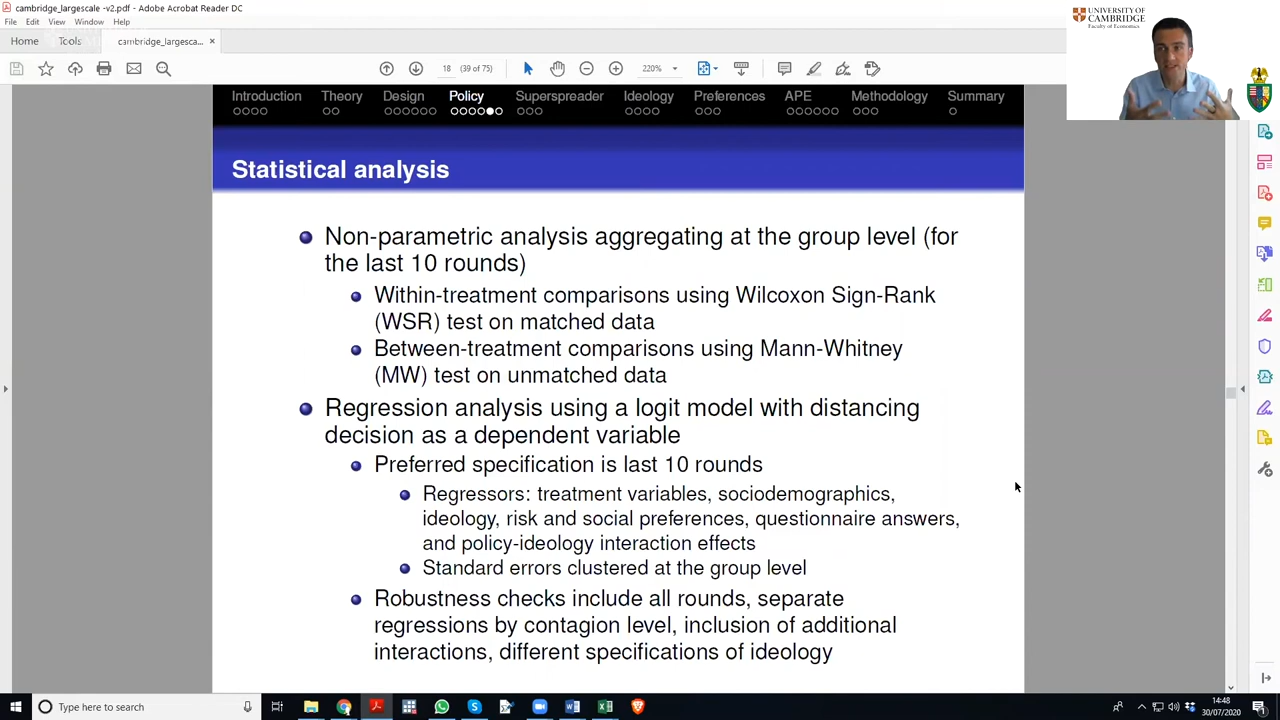 cambridge_largescale -v2.pdf - Adobe Acrobat Reader DC
File Edit View Window Help
Home Tools cambridge_largesca... ×
18 (39 of 75) 220%
UNIVERSITY OF
CAMBRIDGE
Faculty of Economics
Introduction Theory Design Policy Superspreader Ideology Preferences APE Methodology Summary
Statistical analysis
Non-parametric analysis aggregating at the group level (for
the last 10 rounds)
Within-treatment comparisons using Wilcoxon Sign-Rank
(WSR) test on matched data
Between-treatment comparisons using Mann-Whitney
(MW) test on unmatched data
Regression analysis using a logit model with distancing
decision as a dependent variable
Preferred specification is last 10 rounds
Regressors: treatment variables, sociodemographics,
ideology, risk and social preferences, questionnaire answers,
and policy-ideology interaction effects
Standard errors clustered at the group level
Robustness checks include all rounds, separate
regressions by contagion level, inclusion of additional
interactions, different specifications of ideology
Type here to search
14:48
30/07/2020